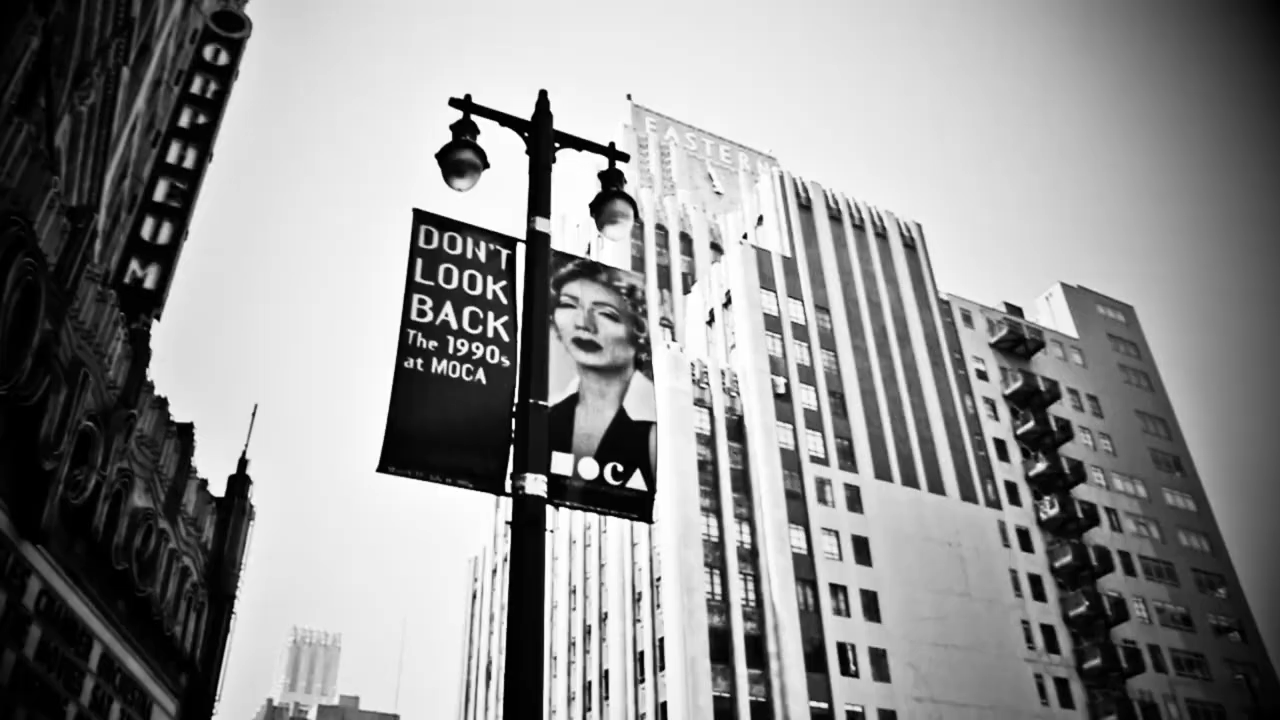 ORPHEUM
EASTERN
DON'T
LOOK
BACK
The 1990s
at MOCA
MOCA